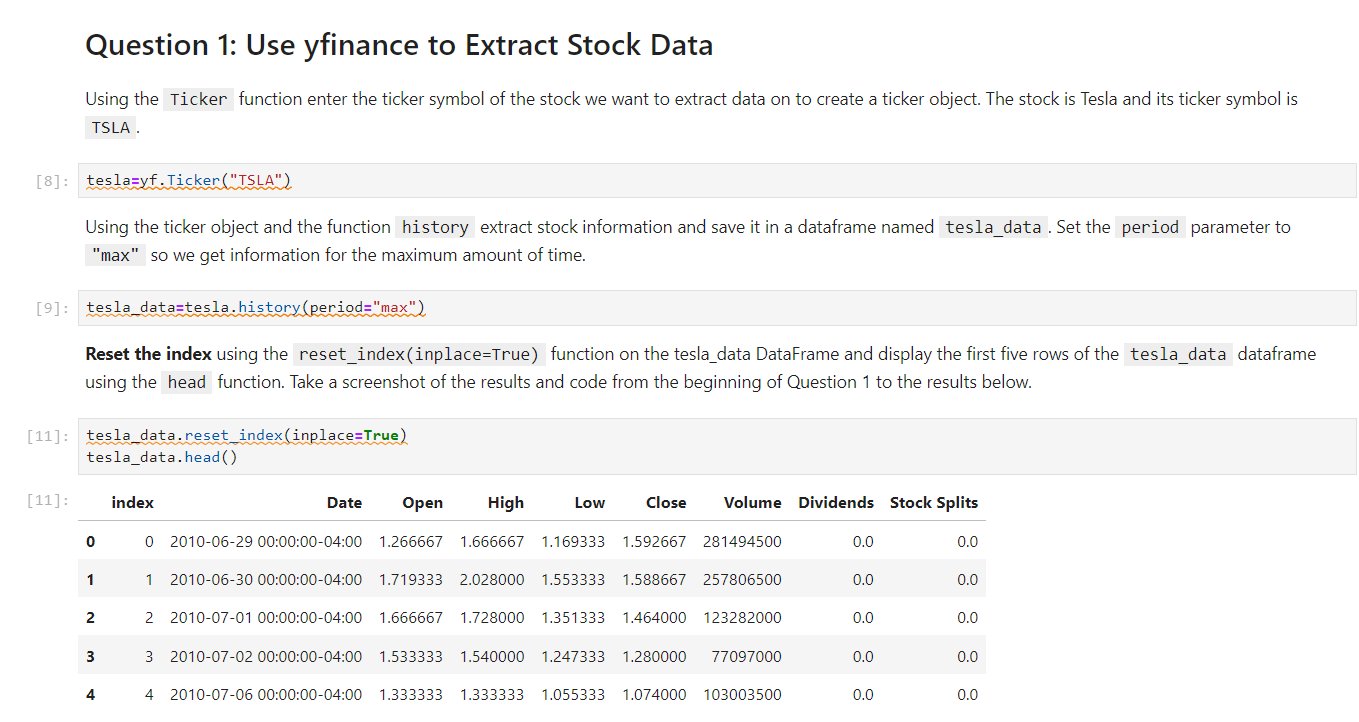 Question 1: Use yfinance to Extract Stock Data
Using the Ticker function enter the ticker symbol of the stock we want to extract data on to create a ticker object. The stock is Tesla and its ticker symbol is
TSLA .
[8]: tesla=yf.Ticker("TSLA")
Using the ticker object and the function history extract stock information and save it in a dataframe named tesla_data . Set the period parameter to
"max" so we get information for the maximum amount of time.
[9]: tesla_data=tesla.history(period="max")
Reset the index using the reset_index(inplace=True) function on the tesla_data DataFrame and display the first five rows of the tesla_data dataframe
using the head function. Take a screenshot of the results and code from the beginning of Question 1 to the results below.
[11]: tesla_data.reset_index(inplace=True)
tesla_data.head()
[11]: index Date Open High Low Close Volume Dividends Stock Splits
0 0 2010-06-29 00:00:00-04:00 1.266667 1.666667 1.169333 1.592667 281494500 0.0 0.0
1 1 2010-06-30 00:00:00-04:00 1.719333 2.028000 1.553333 1.588667 257806500 0.0 0.0
2 2 2010-07-01 00:00:00-04:00 1.666667 1.728000 1.351333 1.464000 123282000 0.0 0.0
3 3 2010-07-02 00:00:00-04:00 1.533333 1.540000 1.247333 1.280000 77097000 0.0 0.0
4 4 2010-07-06 00:00:00-04:00 1.333333 1.333333 1.055333 1.074000 103003500 0.0 0.0